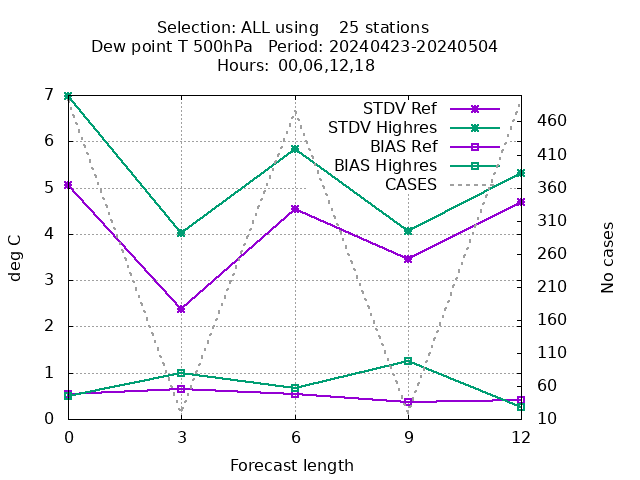 Selection: ALL using    25 stations
Dew point T 500hPa   Period: 20240423-20240504
Hours: 00,06,12,18
STDV Ref
STDV Highres
BIAS Ref
BIAS Highres
CASES
7
6
5
4
3
2
1
0
460
410
360
310
260
210
160
110
60
10
deg C
No cases
0 3 6 9 12
Forecast length